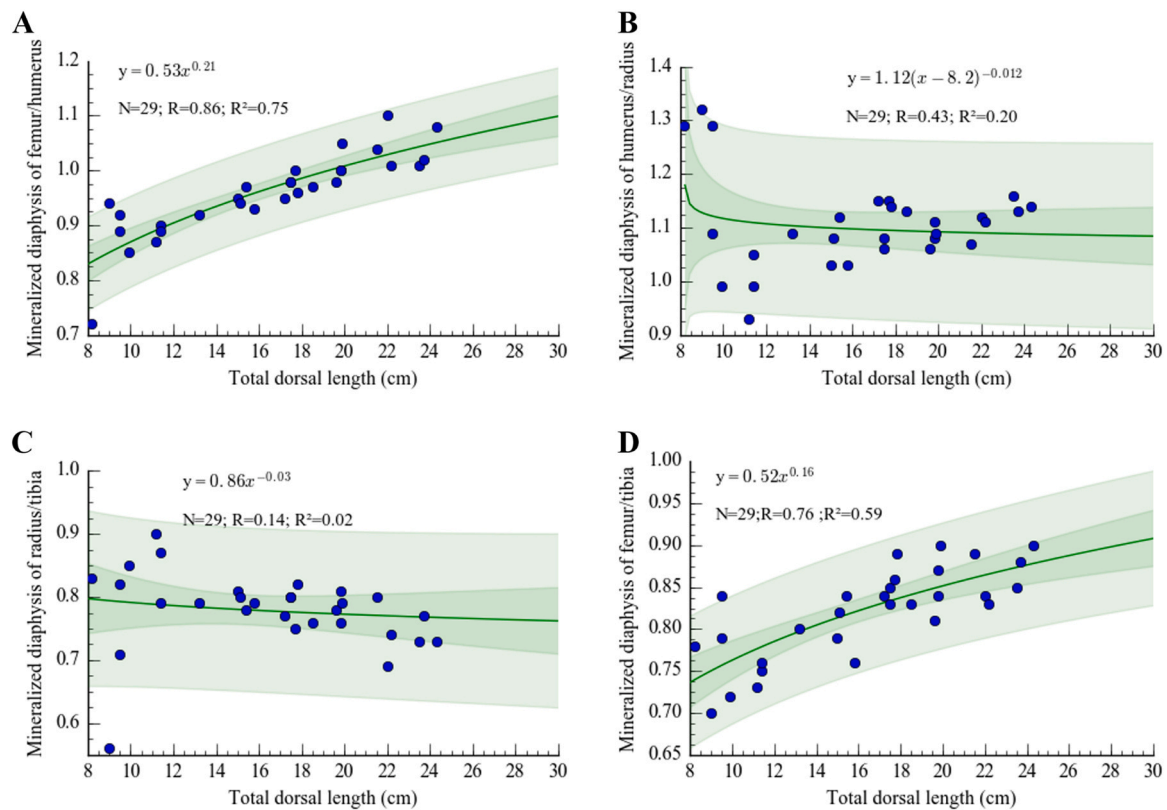 A
y = 0.53x^0.21
N=29; R=0.86; R²=0.75
Mineralized diaphysis of femur/humerus
1.2
1.1
1.0
0.9
0.8
0.7
8 10 12 14 16 18 20 22 24 26 28 30
Total dorsal length (cm)
B
y = 1.12(x − 8.2)^−0.012
N=29; R=0.43; R²=0.20
Mineralized diaphysis of humerus/radius
1.4
1.3
1.2
1.1
1.0
0.9
8 10 12 14 16 18 20 22 24 26 28 30
Total dorsal length (cm)
C
y = 0.86x^−0.03
N=29; R=0.14; R²=0.02
Mineralized diaphysis of radius/tibia
1.0
0.9
0.8
0.7
0.6
8 10 12 14 16 18 20 22 24 26 28 30
Total dorsal length (cm)
D
y = 0.52x^0.16
N=29;R=0.76 ;R²=0.59
Mineralized diaphysis of femur/tibia
1.00
0.95
0.90
0.85
0.80
0.75
0.70
0.65
8 10 12 14 16 18 20 22 24 26 28 30
Total dorsal length (cm)